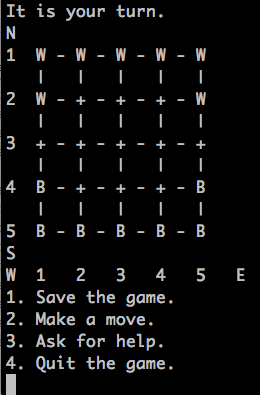 It is your turn.
N
1 W - W - W - W - W
| | | | |
2 W - + - + - + - W
| | | | |
3 + - + - + - + - +
| | | | |
4 B - + - + - + - B
| | | | |
5 B - B - B - B - B
S
W 1 2 3 4 5 E
1. Save the game.
2. Make a move.
3. Ask for help.
4. Quit the game.